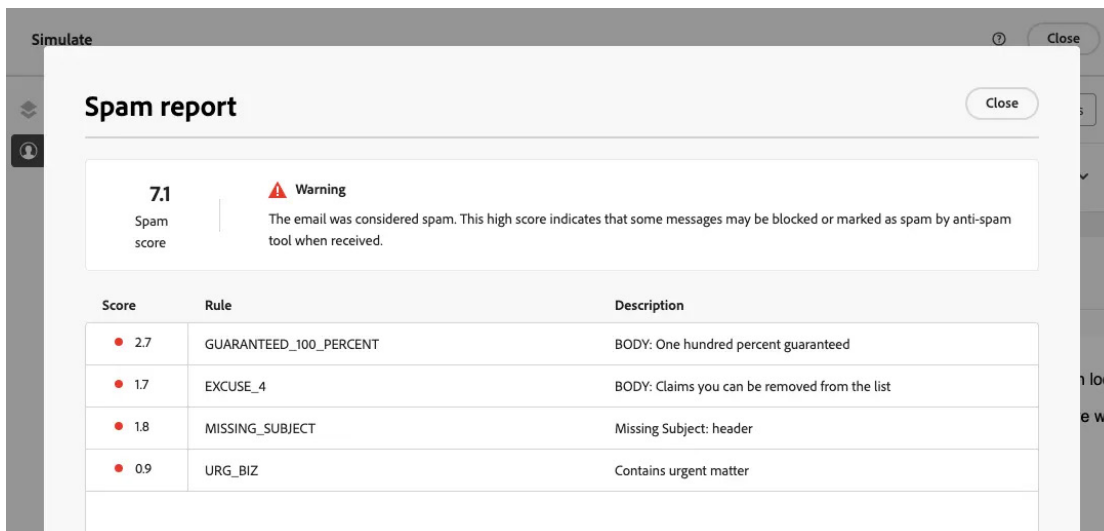 Simulate
Close
Spam report
Close
7.1
Spam
score
Warning
The email was considered spam. This high score indicates that some messages may be blocked or marked as spam by anti-spam
tool when received.
Score Rule Description
2.7 GUARANTEED_100_PERCENT BODY: One hundred percent guaranteed
1.7 EXCUSE_4 BODY: Claims you can be removed from the list
1.8 MISSING_SUBJECT Missing Subject: header
0.9 URG_BIZ Contains urgent matter